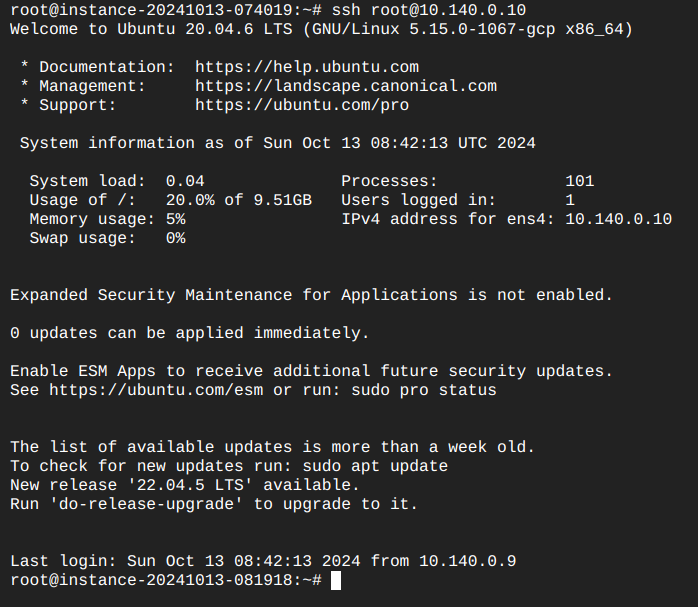 root@instance-20241013-074019:~# ssh root@10.140.0.10
Welcome to Ubuntu 20.04.6 LTS (GNU/Linux 5.15.0-1067-gcp x86_64)
* Documentation:  https://help.ubuntu.com
* Management:     https://landscape.canonical.com
* Support:        https://ubuntu.com/pro
System information as of Sun Oct 13 08:42:13 UTC 2024
System load:  0.04              Processes:             101
Usage of /:   20.0% of 9.51GB   Users logged in:       1
Memory usage: 5%                IPv4 address for ens4: 10.140.0.10
Swap usage:   0%
Expanded Security Maintenance for Applications is not enabled.
0 updates can be applied immediately.
Enable ESM Apps to receive additional future security updates.
See https://ubuntu.com/esm or run: sudo pro status
The list of available updates is more than a week old.
To check for new updates run: sudo apt update
New release '22.04.5 LTS' available.
Run 'do-release-upgrade' to upgrade to it.
Last login: Sun Oct 13 08:42:13 2024 from 10.140.0.9
root@instance-20241013-081918:~#